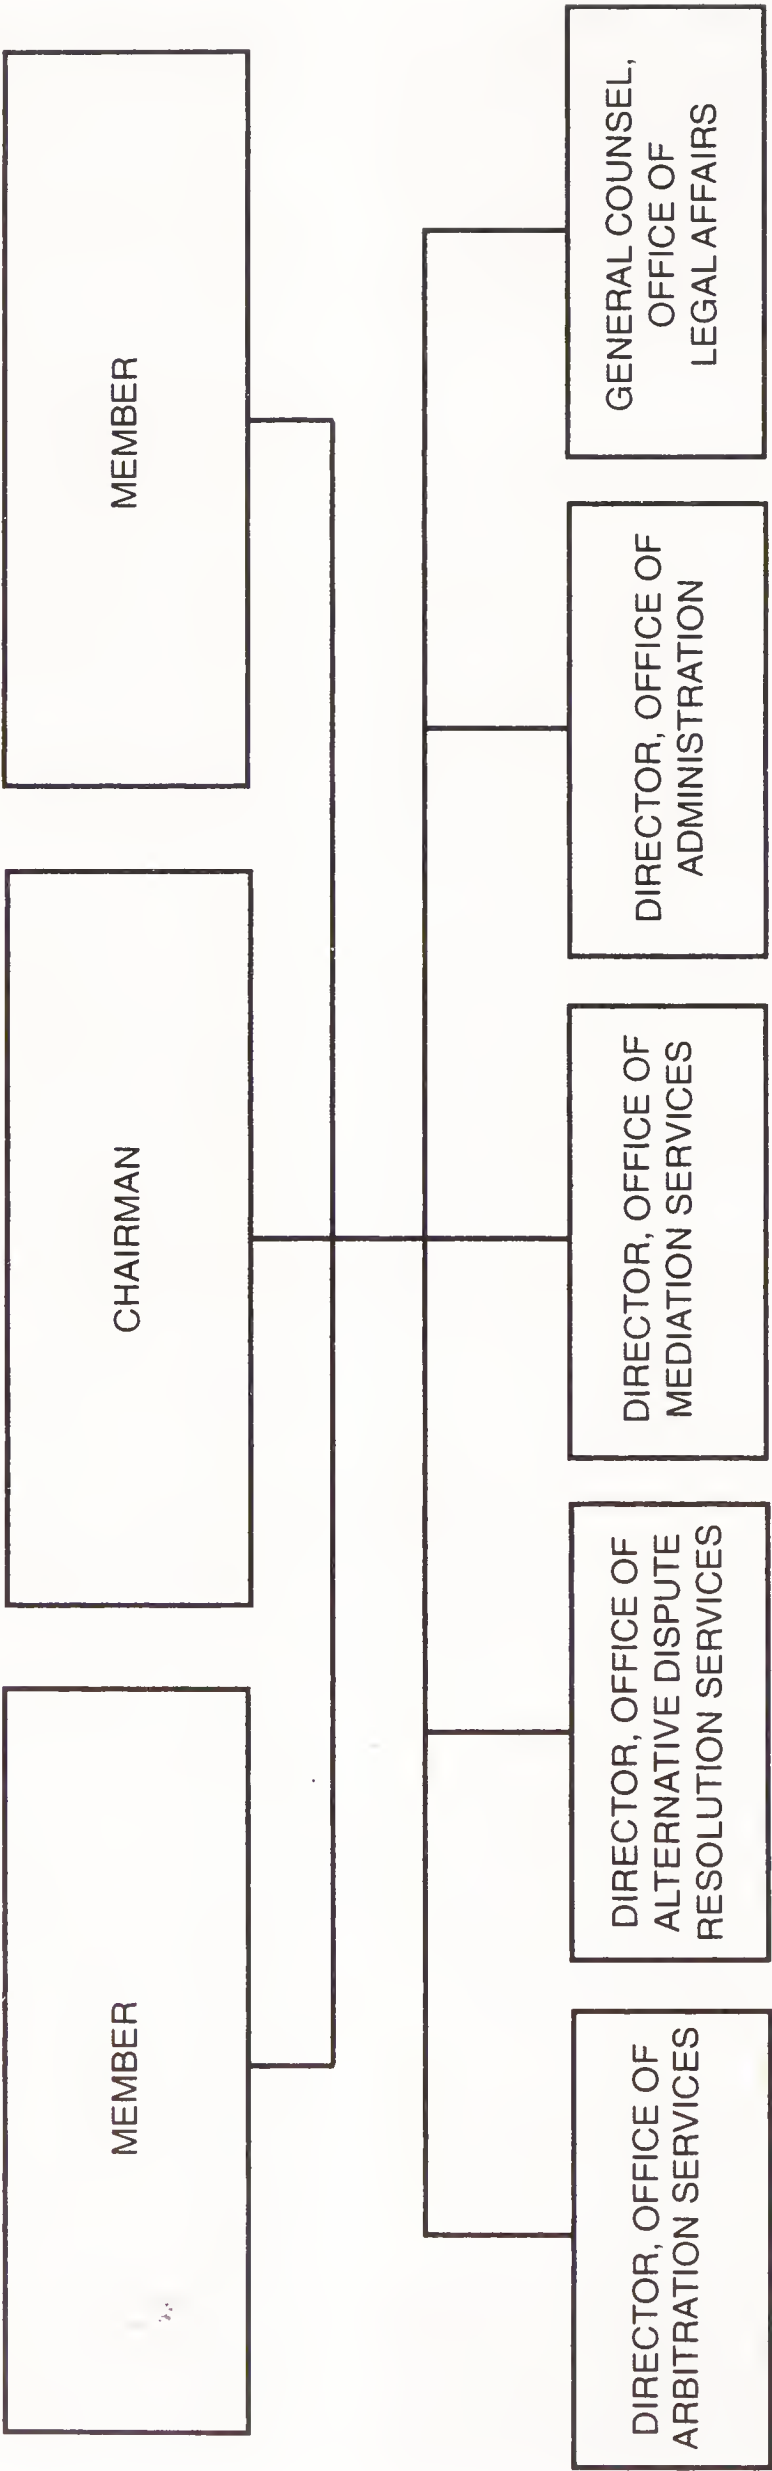 MEMBER
CHAIRMAN
MEMBER
DIRECTOR, OFFICE OF
ARBITRATION SERVICES
DIRECTOR, OFFICE OF
ALTERNATIVE DISPUTE
RESOLUTION SERVICES
DIRECTOR, OFFICE OF
MEDIATION SERVICES
DIRECTOR, OFFICE OF
ADMINISTRATION
GENERAL COUNSEL,
OFFICE OF
LEGAL AFFAIRS